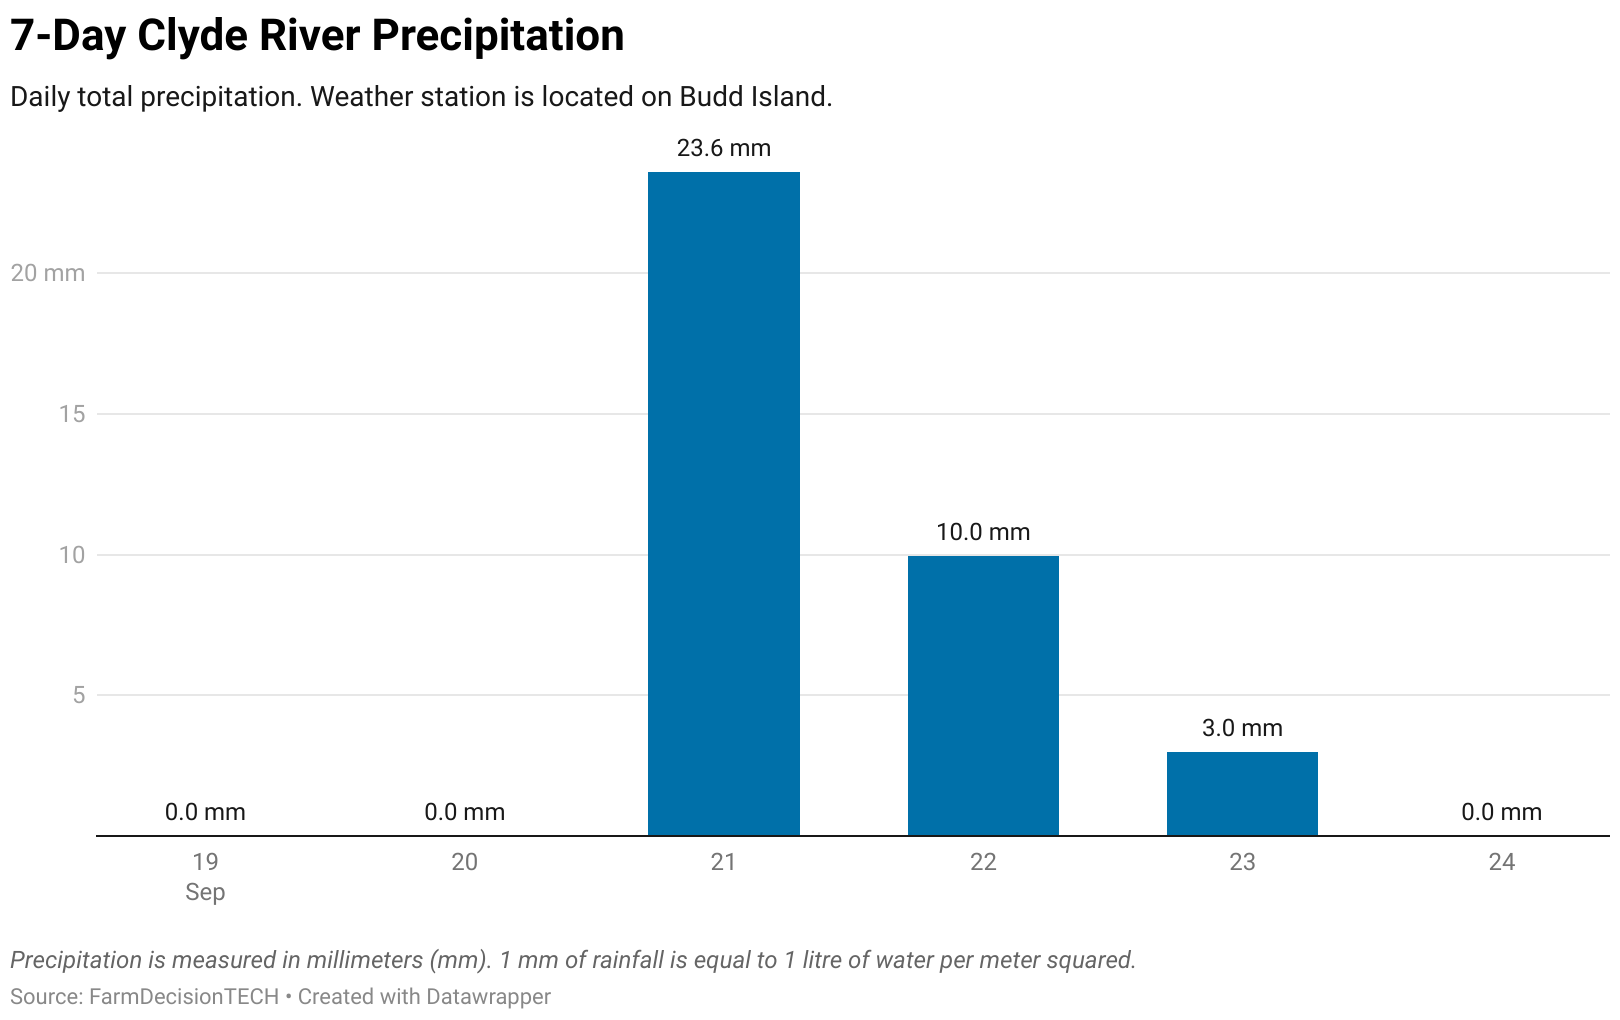 7-Day Clyde River Precipitation
Daily total precipitation. Weather station is located on Budd Island.
23.6 mm
20 mm
15
10.0 mm
10
5
3.0 mm
0.0 mm
0.0 mm
0.0 mm
19
20
21
22
23
24
Sep
Precipitation is measured in millimeters (mm). 1 mm of rainfall is equal to 1 litre of water per meter squared.
Source: FarmDecisionTECH • Created with Datawrapper